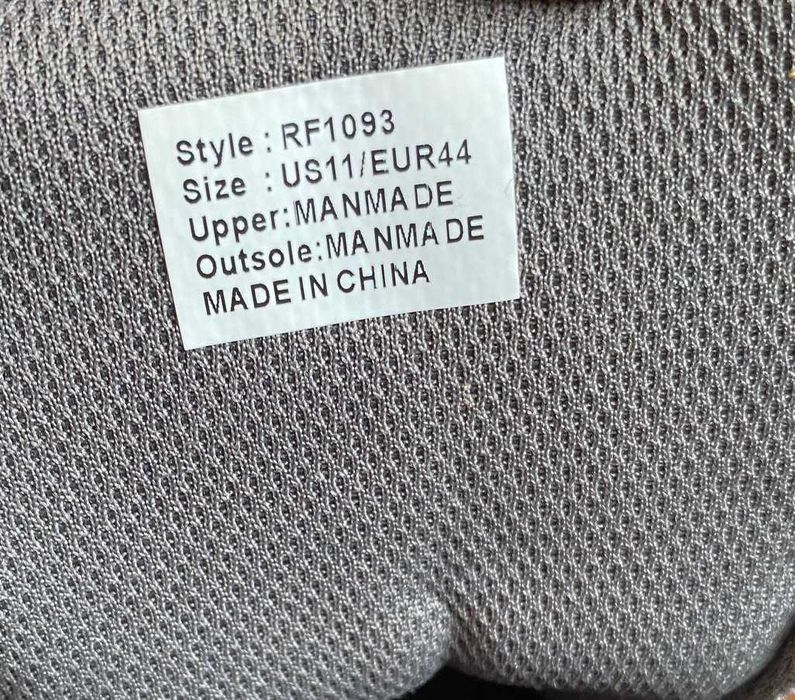 Style : RF1093
Size : US11/EUR44
Upper:MANMADE
Outsole:MANMADE
MADE IN CHINA